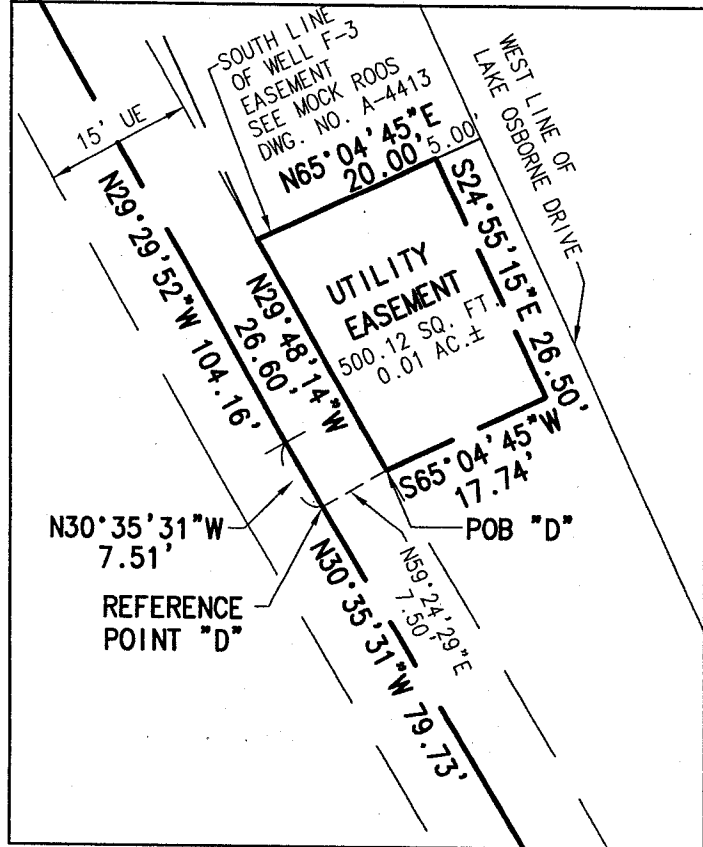 SOUTH LINE
OF WELL F-3
EASEMENT
SEE MOCK ROOS
DWG. NO. A-4413
WEST LINE OF
LAKE OSBORNE DRIVE
15' UE
N65°04'45"E
20.00'
5.00'
S24°55'15"E 26.50'
N29°29'52"W 104.16'
N29°48'14"W
26.60'
UTILITY
EASEMENT
500.12 SQ. FT.
0.01 AC.±
S65°04'45"W
17.74'
POB "D"
N30°35'31"W
7.51'
REFERENCE
POINT "D"
N59°24'29"E
7.50'
N30°35'31"W 79.73'